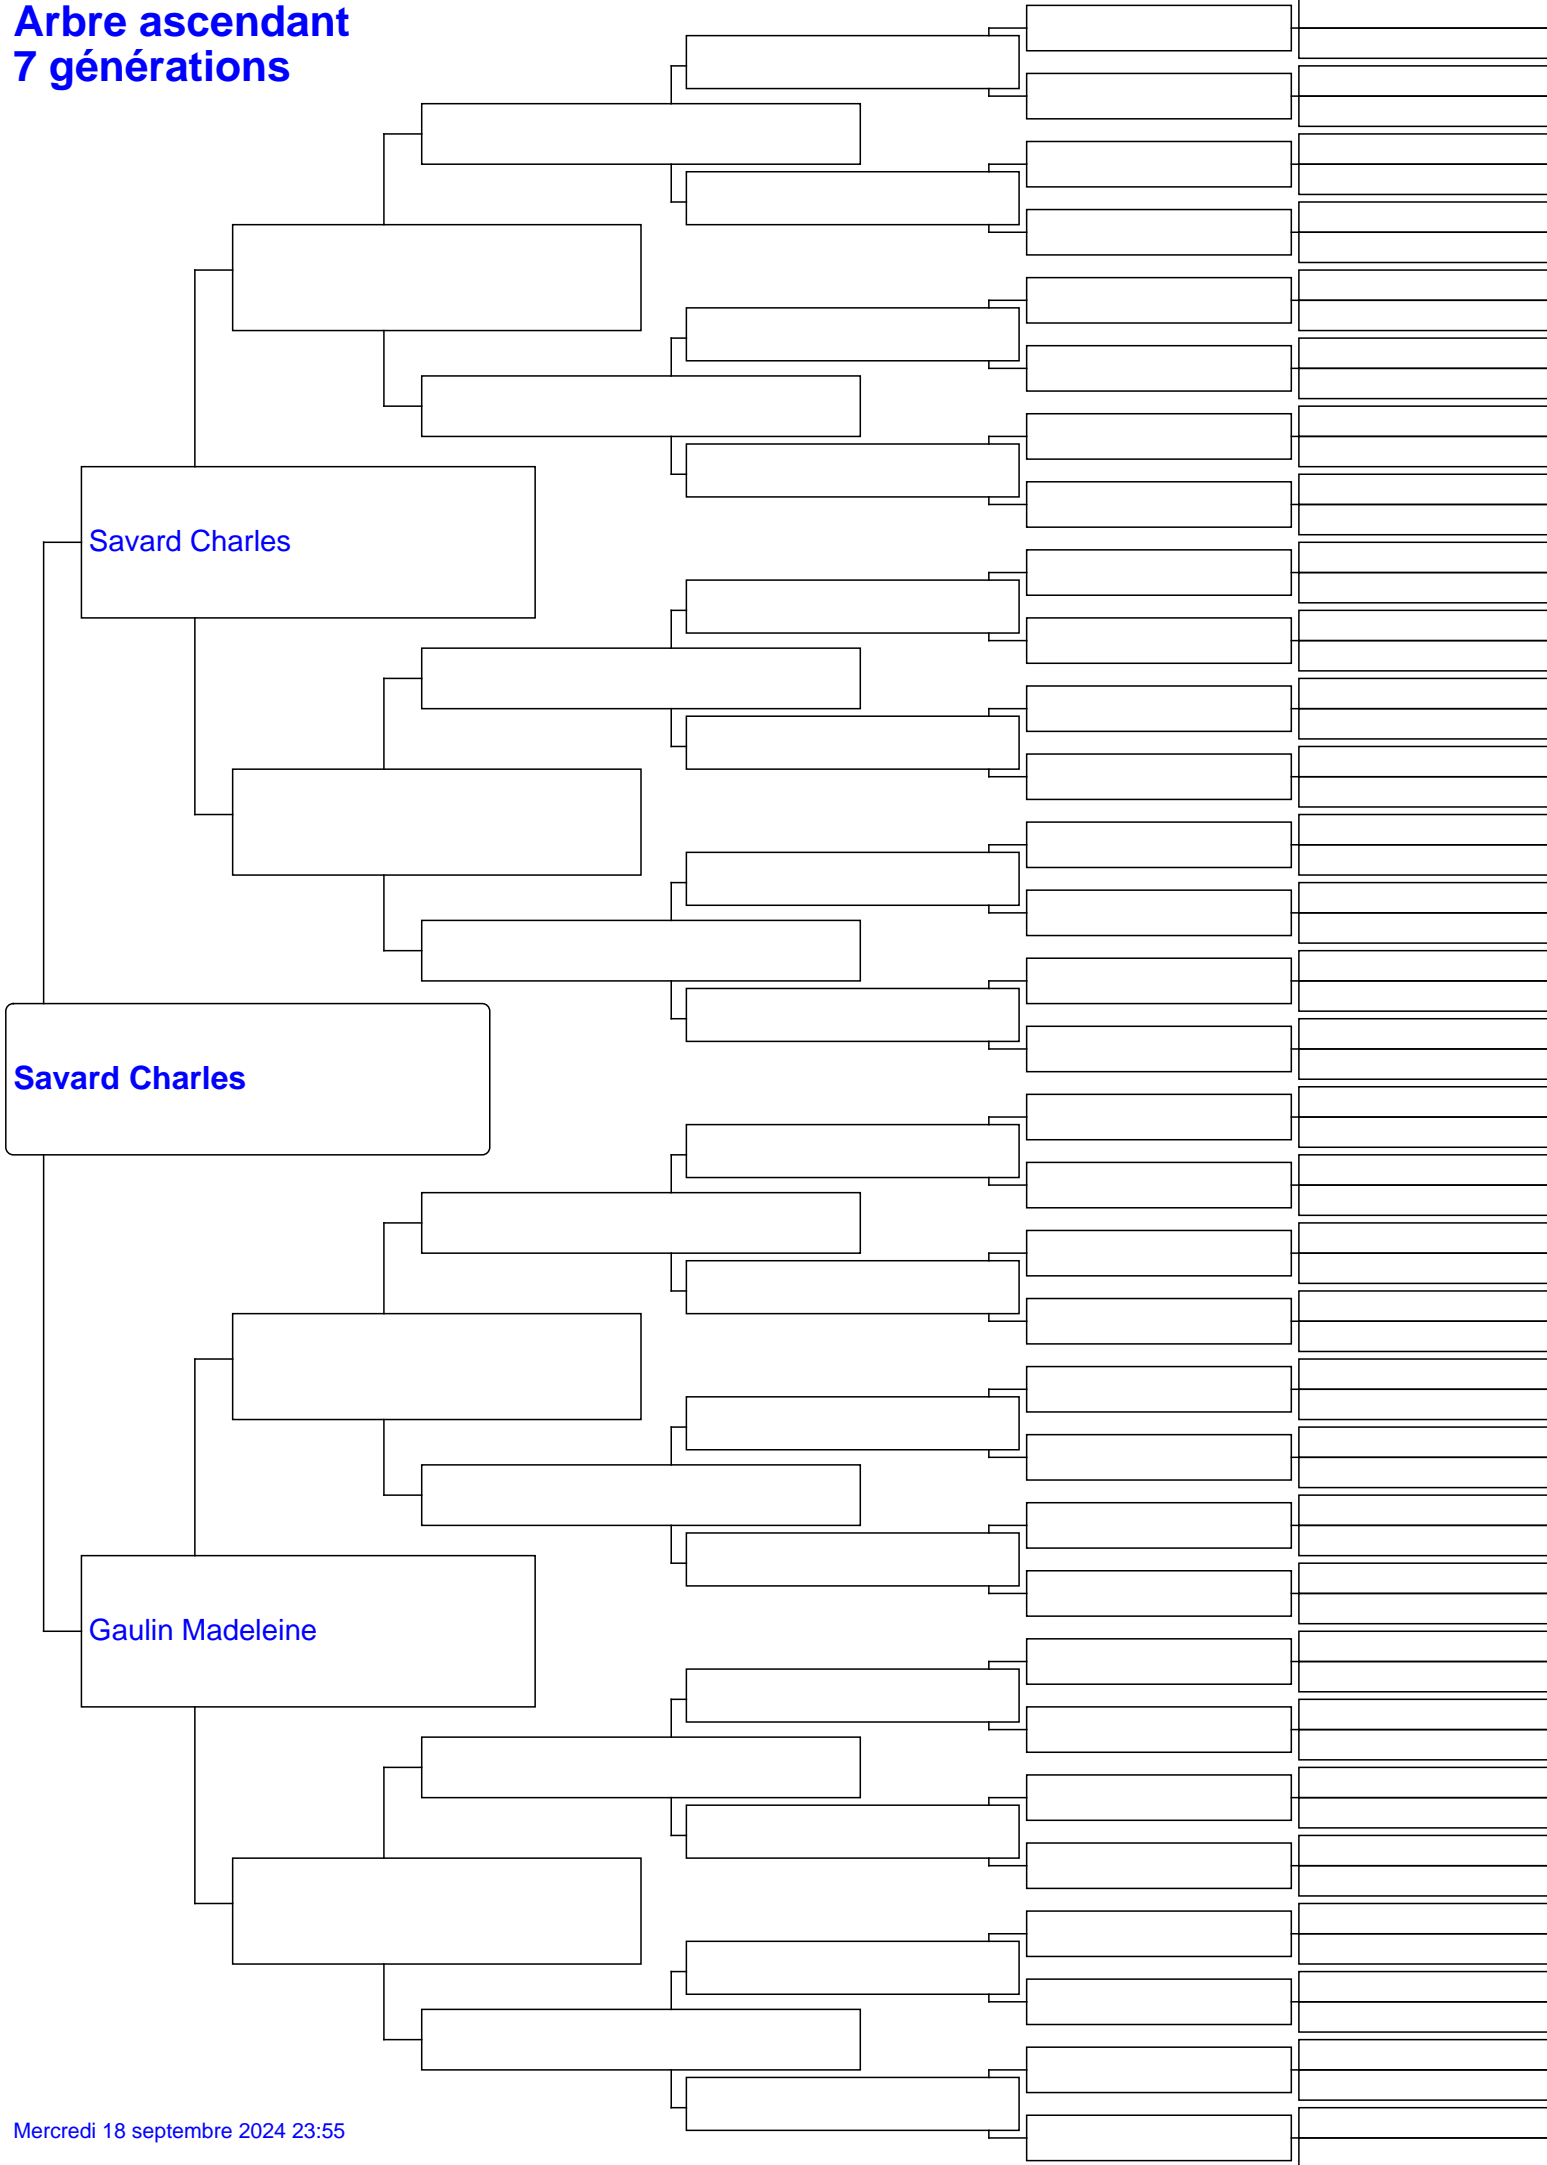 Arbre ascendant
7 générations
Savard Charles
Savard Charles
Gaulin Madeleine
Mercredi 18 septembre 2024 23:55